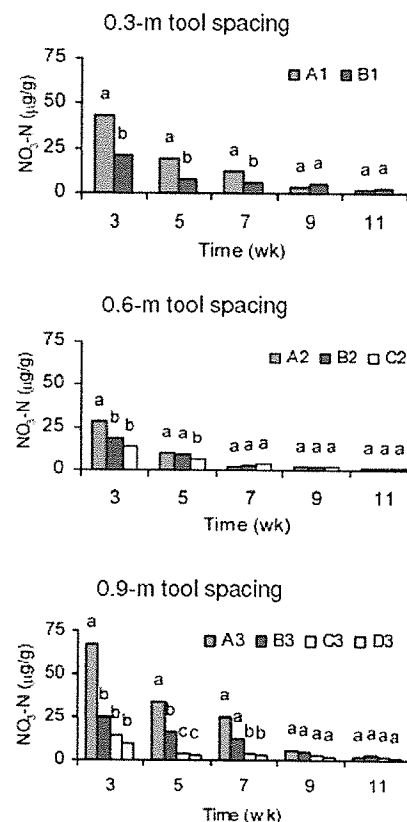 0.3-m tool spacing
NO3-N (µg/g)
75
50
25
0
A1 B1
a b a b a b a a a a
3 5 7 9 11
Time (wk)
0.6-m tool spacing
NO3-N (µg/g)
75
50
25
0
A2 B2 C2
a b b a a b a a a a a a a a a
3 5 7 9 11
Time (wk)
0.9-m tool spacing
NO3-N (µg/g)
75
50
25
0
A3 B3 C3 D3
a b b b a b c c a a b b a a a a a a a a
3 5 7 9 11
Time (wk)